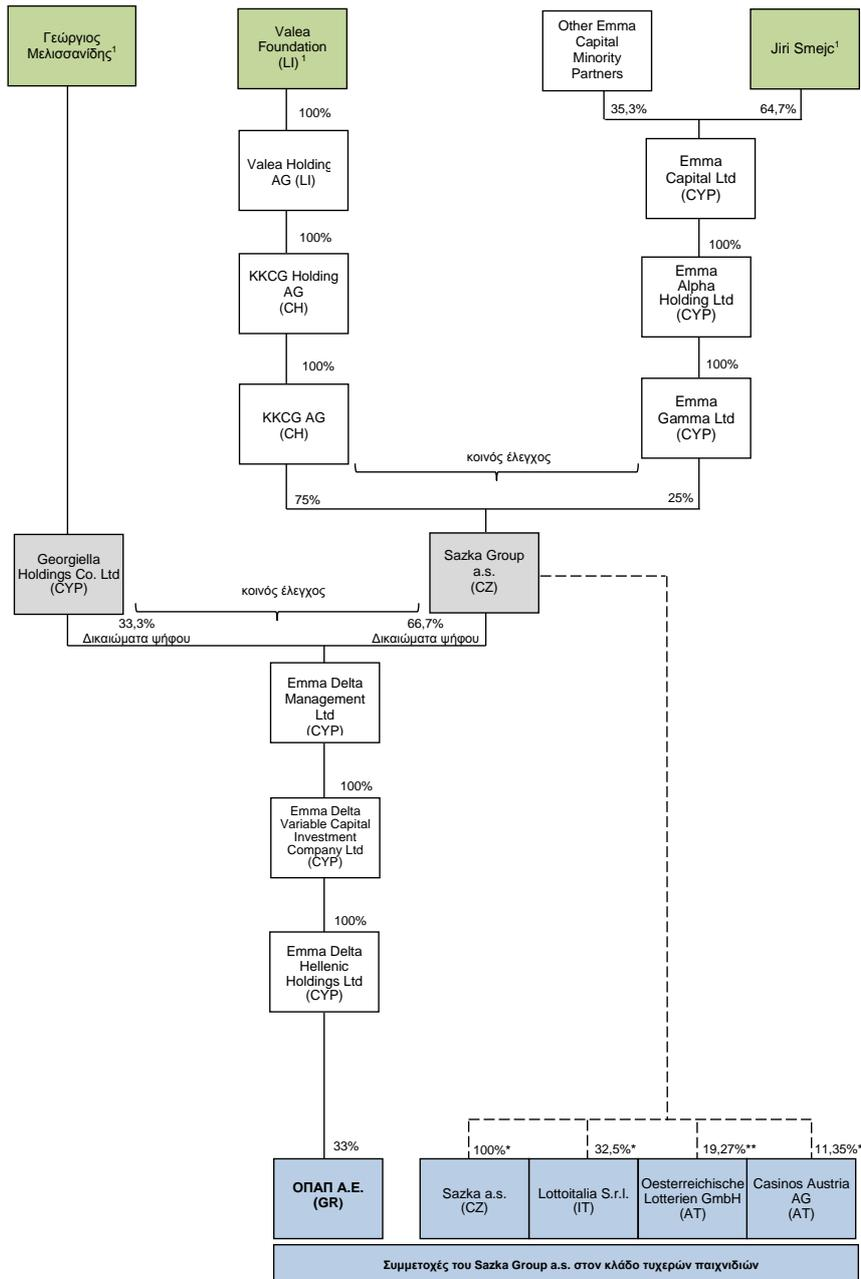 Γεώργιος
Μελισσανίδης¹
Valea
Foundation
(LI) ¹
Other Emma
Capital
Minority
Partners
Jiri Smejc¹
100%
35,3%
64,7%
Valea Holding
AG (LI)
Emma
Capital Ltd
(CYP)
100%
100%
KKCG Holding
AG
(CH)
Emma
Alpha
Holding Ltd
(CYP)
100%
100%
KKCG AG
(CH)
Emma
Gamma Ltd
(CYP)
κοινός έλεγχος
75%
25%
Georgiella
Holdings Co. Ltd
(CYP)
Sazka Group
a.s.
(CZ)
κοινός έλεγχος
33,3%
Δικαιώματα ψήφου
66,7%
Δικαιώματα ψήφου
Emma Delta
Management
Ltd
(CYP)
100%
Emma Delta
Variable Capital
Investment
Company Ltd
(CYP)
100%
Emma Delta
Hellenic
Holdings Ltd
(CYP)
33%
100%*
32,5%*
19,27%**
11,35%*
ΟΠΑΠ Α.Ε.
(GR)
Sazka a.s.
(CZ)
Lottoitalia S.r.l.
(IT)
Oesterreichische
Lotterien GmbH
(AT)
Casinos Austria
AG
(AT)
Συμμετοχές του Sazka Group a.s. στον κλάδο τυχερών παιχνιδιών